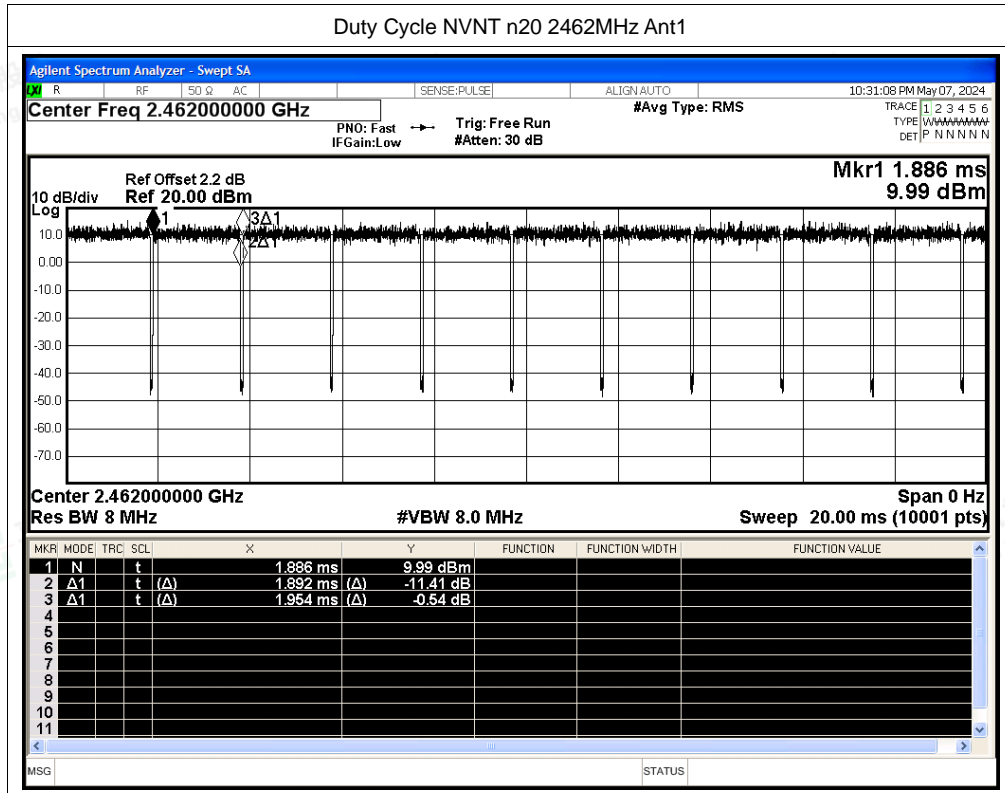 Duty Cycle NVNT n20 2462MHz Ant1
Agilent Spectrum Analyzer - Swept SA
LXI R RF 50 Ω AC SENSE:PULSE ALIGN AUTO 10:31:08 PM May 07, 2024
Center Freq 2.462000000 GHz #Avg Type: RMS TRACE 1 2 3 4 5 6
PNO: Fast Trig: Free Run TYPE WWWWWW
IFGain:Low #Atten: 30 dB DET P N N N N N
Mkr1 1.886 ms
Ref Offset 2.2 dB
10 dB/div Ref 20.00 dBm 9.99 dBm
Log
1 3Δ1
10.0 2Δ1
0.00
-10.0
-20.0
-30.0
-40.0
-50.0
-60.0
-70.0
Center 2.462000000 GHz Span 0 Hz
Res BW 8 MHz #VBW 8.0 MHz Sweep 20.00 ms (10001 pts)
MKR MODE TRC SCL X Y FUNCTION FUNCTION WIDTH FUNCTION VALUE
1 N t 1.886 ms 9.99 dBm
2 Δ1 t (Δ) 1.892 ms (Δ) -11.41 dB
3 Δ1 t (Δ) 1.954 ms (Δ) -0.54 dB
4
5
6
7
8
9
10
11
MSG STATUS